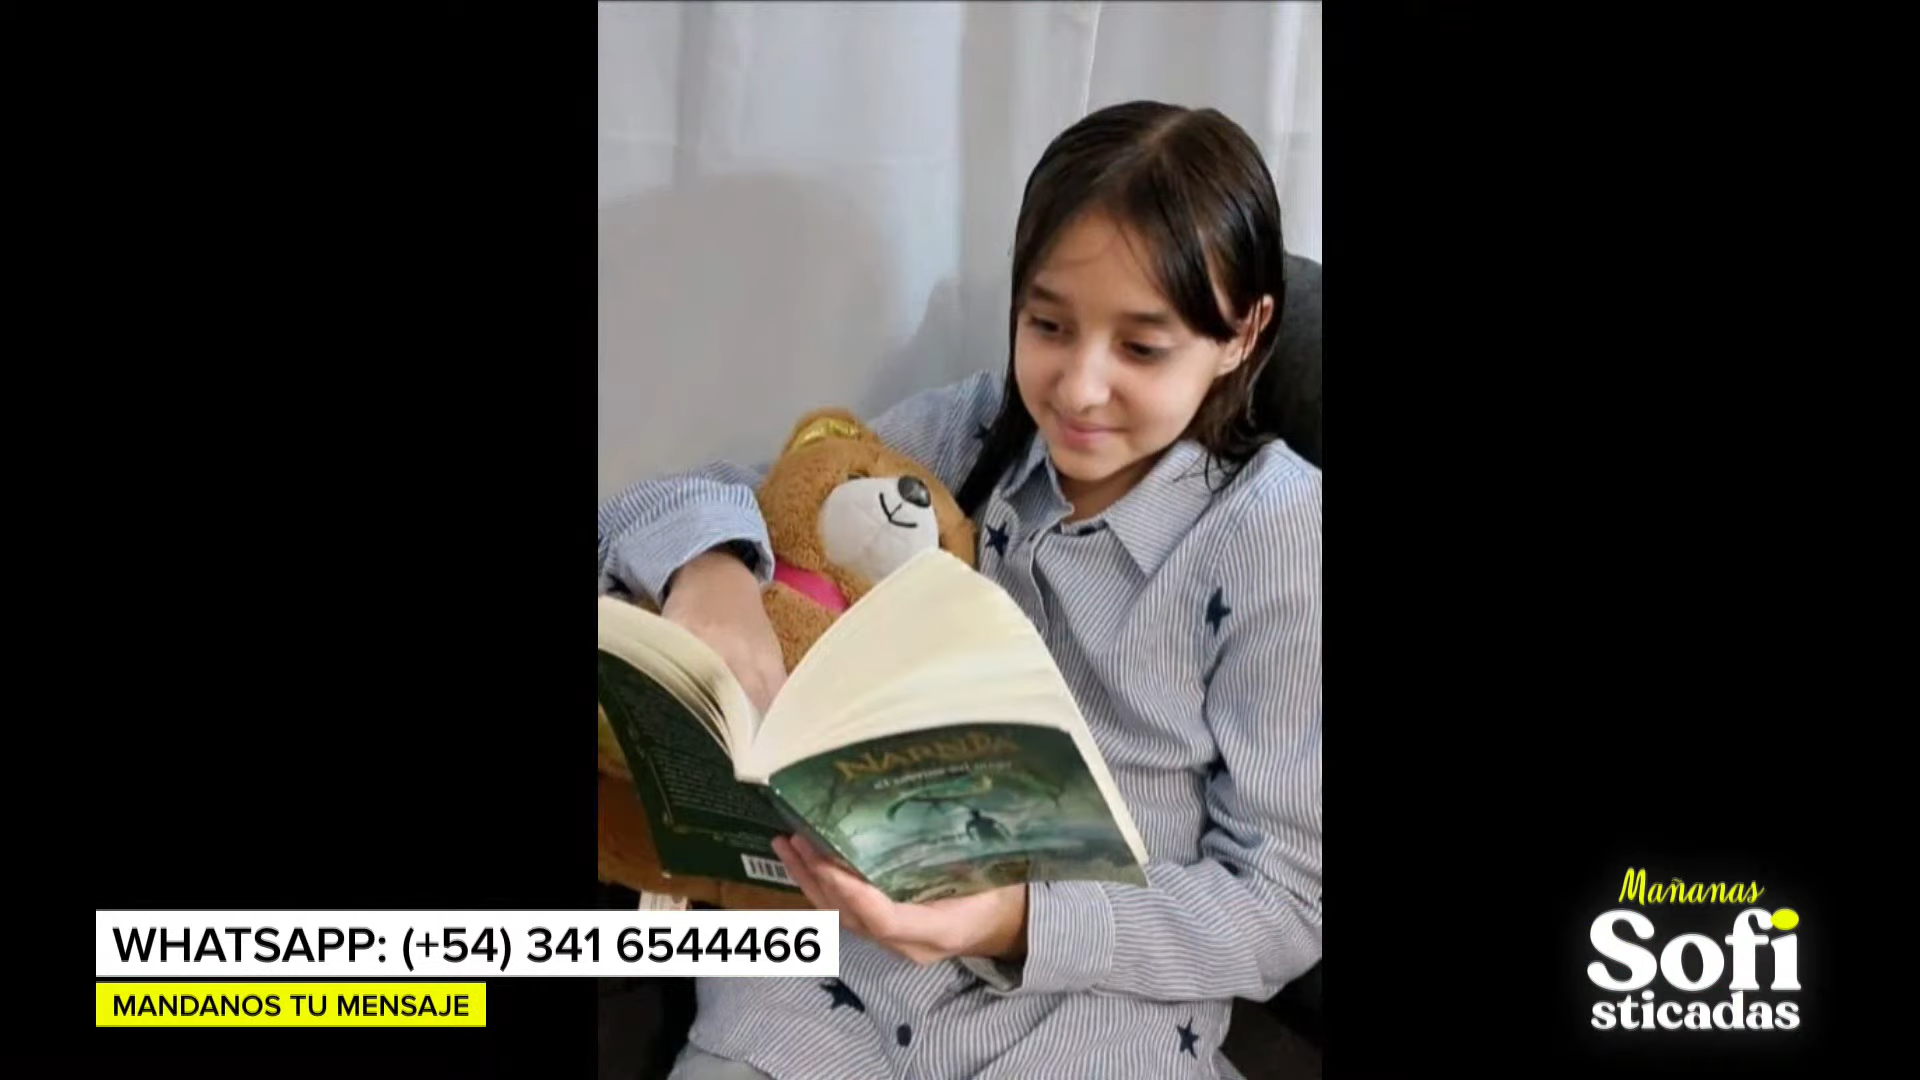 NARNIA
WHATSAPP: (+54) 341 6544466
MANDANOS TU MENSAJE
Mañanas
Sofi
sticadas